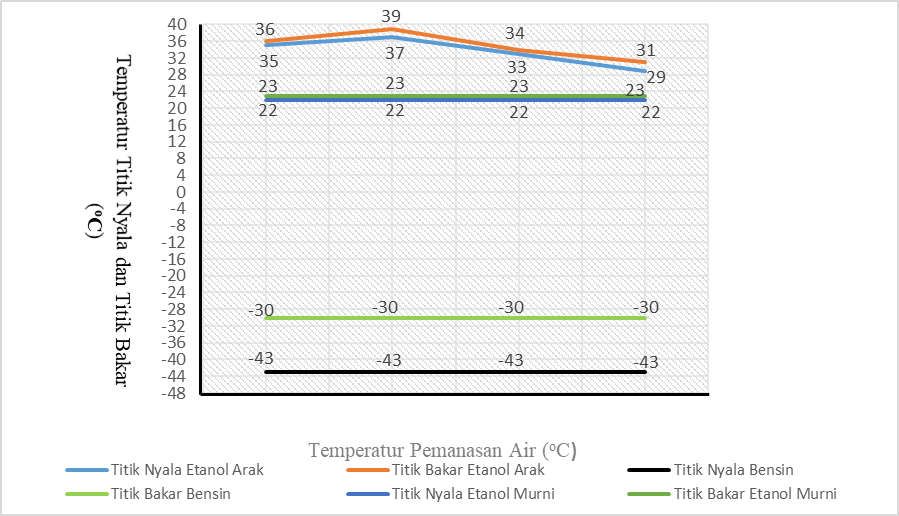 40
36
32
28
24
20
16
12
8
4
0
-4
-8
-12
-16
-20
-24
-28
-32
-36
-40
-44
-48
Temperatur Titik Nyala dan Titik Bakar
(⁰C)
36 39 34 31
35 37 33 29
23 23 23 23
22 22 22 22
-30 -30 -30 -30
-43 -43 -43 -43
Temperatur Pemanasan Air (⁰C)
Titik Nyala Etanol Arak Titik Bakar Etanol Arak Titik Nyala Bensin
Titik Bakar Bensin Titik Nyala Etanol Murni Titik Bakar Etanol Murni